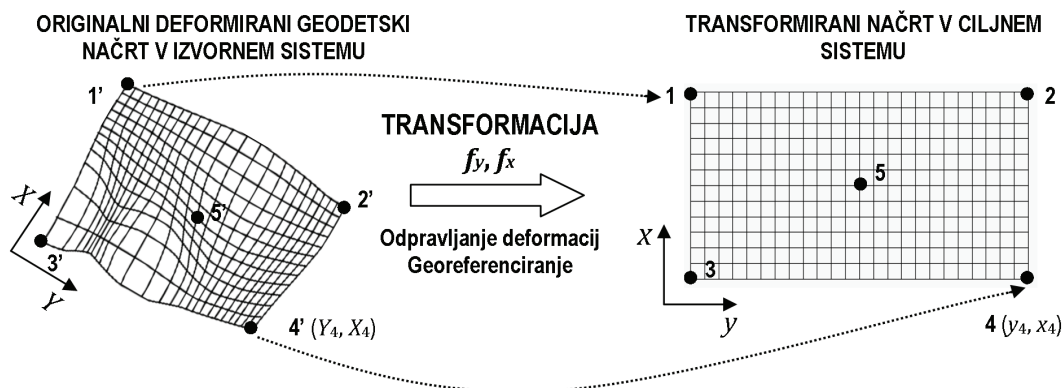 ORIGINALNI DEFORMIRANI GEODETSKI
NAČRT V IZVORNEM SISTEMU
TRANSFORMIRANI NAČRT V CILJNEM
SISTEMU
1'
2'
3'
4' (Y4, X4)
5'
X
Y
TRANSFORMACIJA
fy, fx
Odpravljanje deformacij
Georeferenciranje
1
2
3
4 (y4, x4)
5
x
y